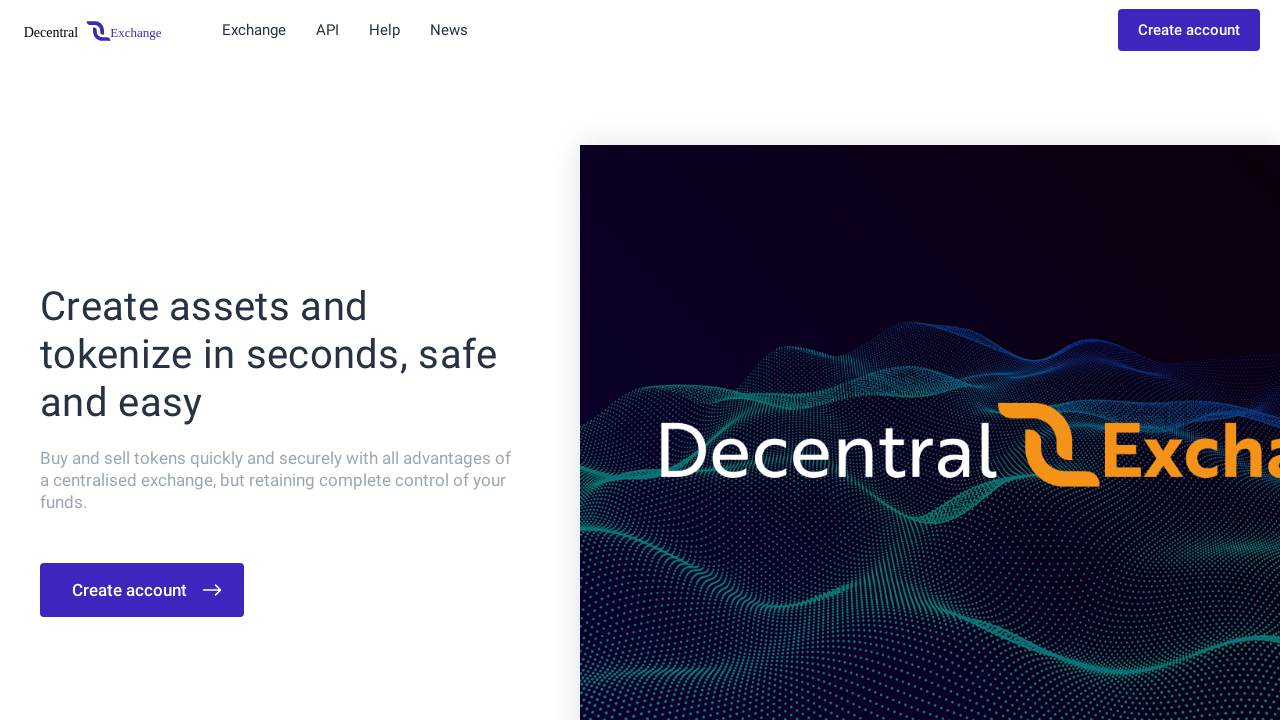 Decentral Exchange
Exchange
API
Help
News
Create account
Create assets and
tokenize in seconds, safe
and easy
Buy and sell tokens quickly and securely with all advantages of
a centralised exchange, but retaining complete control of your
funds.
Create account
Decentral Excha